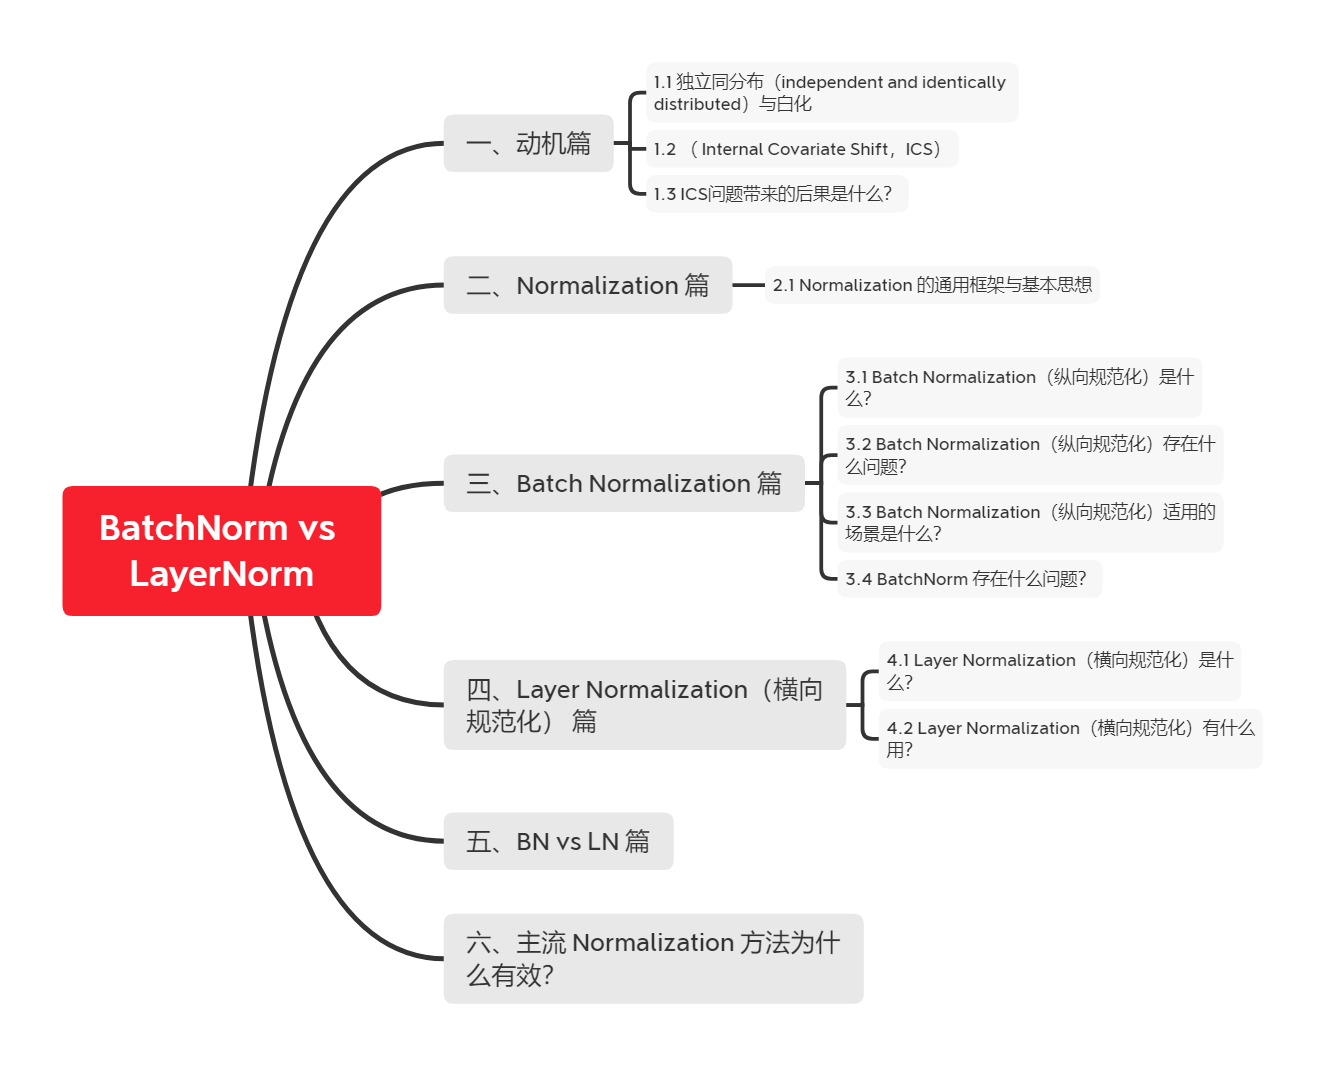 BatchNorm vs
LayerNorm
一、动机篇
1.1 独立同分布（independent and identically
distributed）与白化
1.2 （ Internal Covariate Shift，ICS）
1.3 ICS问题带来的后果是什么？
二、Normalization 篇
2.1 Normalization 的通用框架与基本思想
三、Batch Normalization 篇
3.1 Batch Normalization（纵向规范化）是什
么？
3.2 Batch Normalization（纵向规范化）存在什
么问题？
3.3 Batch Normalization（纵向规范化）适用的
场景是什么？
3.4 BatchNorm 存在什么问题？
四、Layer Normalization（横向
规范化） 篇
4.1 Layer Normalization（横向规范化）是什
么？
4.2 Layer Normalization（横向规范化）有什么
用？
五、BN vs LN 篇
六、主流 Normalization 方法为什
么有效？